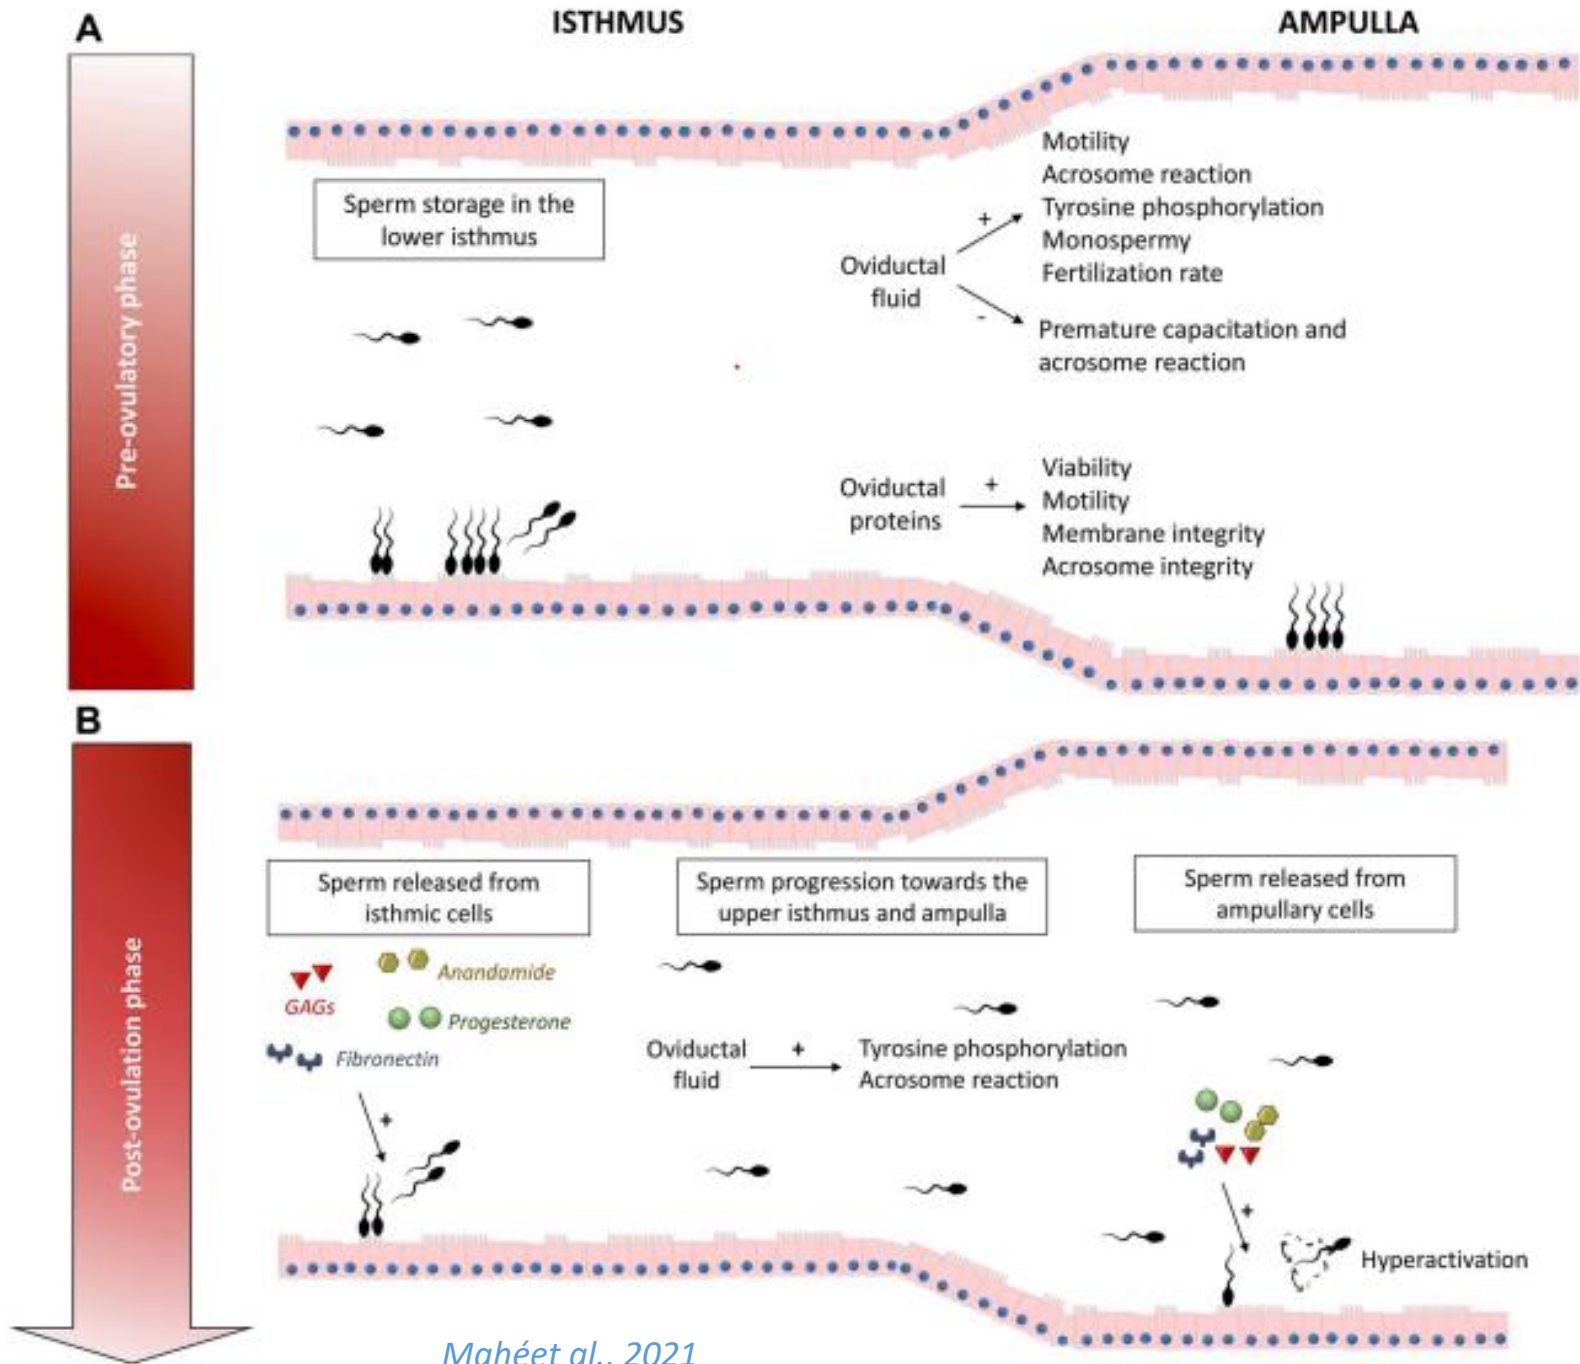 A
ISTHMUS
AMPULLA
Pre-ovulatory phase
Sperm storage in the
lower isthmus
Oviductal
fluid
+
Motility
Acrosome reaction
Tyrosine phosphorylation
Monospermy
Fertilization rate
-
Premature capacitation and
acrosome reaction
Oviductal
proteins
+
Viability
Motility
Membrane integrity
Acrosome integrity
B
Post-ovulation phase
Sperm released from
isthmic cells
Sperm progression towards the
upper isthmus and ampulla
Sperm released from
ampullary cells
GAGs
Anandamide
Progesterone
Fibronectin
+
Oviductal
fluid
+
Tyrosine phosphorylation
Acrosome reaction
+
Hyperactivation
Mahéet al., 2021